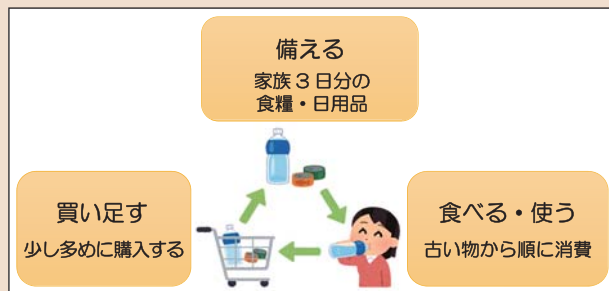 備える
家族3日分の
食糧・日用品
買い足す
少し多めに購入する
食べる・使う
古い物から順に消費